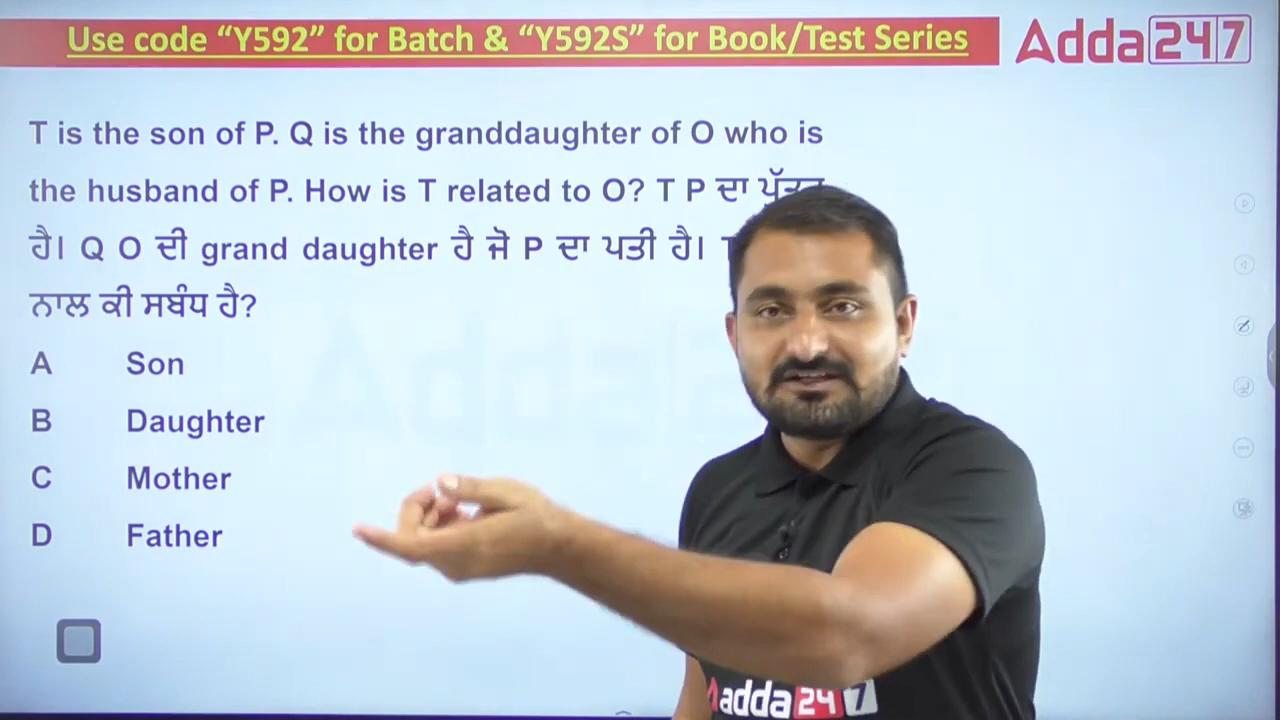 Use code “Y592” for Batch & “Y592S” for Book/Test Series
Adda247
T is the son of P. Q is the granddaughter of O who is
the husband of P. How is T related to O? T P ਦਾ
ਹੈ। Q O ਦੀ grand daughter ਹੈ ਜੋ P ਦਾ ਪਤੀ ਹੈ।
ਨਾਲ ਕੀ ਸਬੰਧ ਹੈ?
A Son
B Daughter
C Mother
D Father
adda247